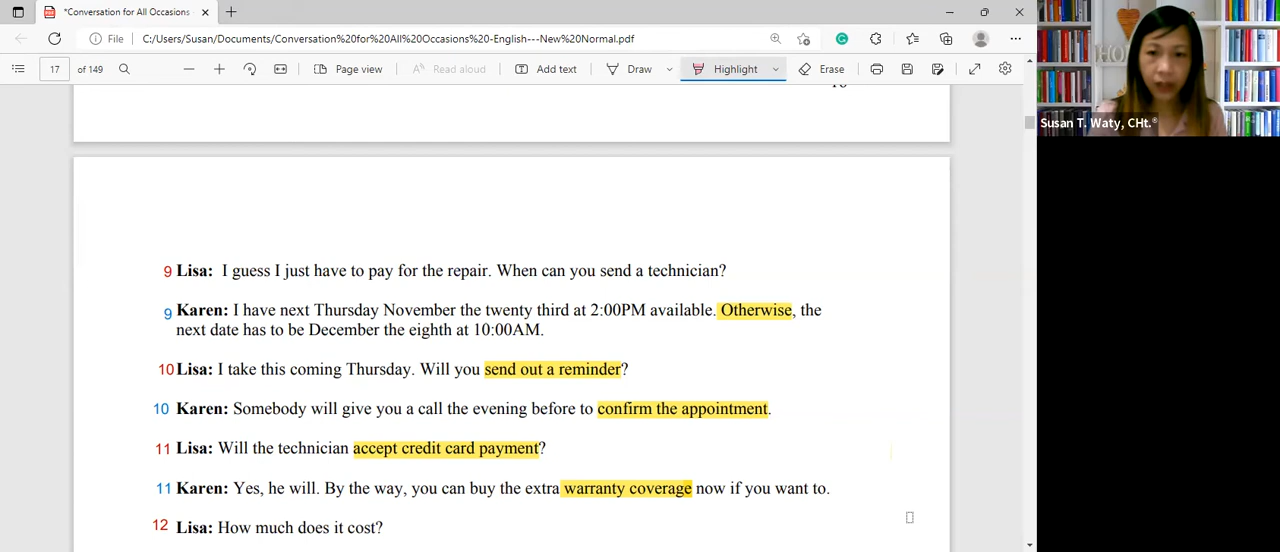 *Conversation for All Occasions
File
C:/Users/Susan/Documents/Conversation%20for%20All%20Occasions%20-English---New%20Normal.pdf
17 of 149
Page view
Read aloud
Add text
Draw
Highlight
Erase
Susan T. Waty, CHt.®
9 Lisa: I guess I just have to pay for the repair. When can you send a technician?
9 Karen: I have next Thursday November the twenty third at 2:00PM available. Otherwise, the
next date has to be December the eighth at 10:00AM.
10 Lisa: I take this coming Thursday. Will you send out a reminder?
10 Karen: Somebody will give you a call the evening before to confirm the appointment.
11 Lisa: Will the technician accept credit card payment?
11 Karen: Yes, he will. By the way, you can buy the extra warranty coverage now if you want to.
12 Lisa: How much does it cost?